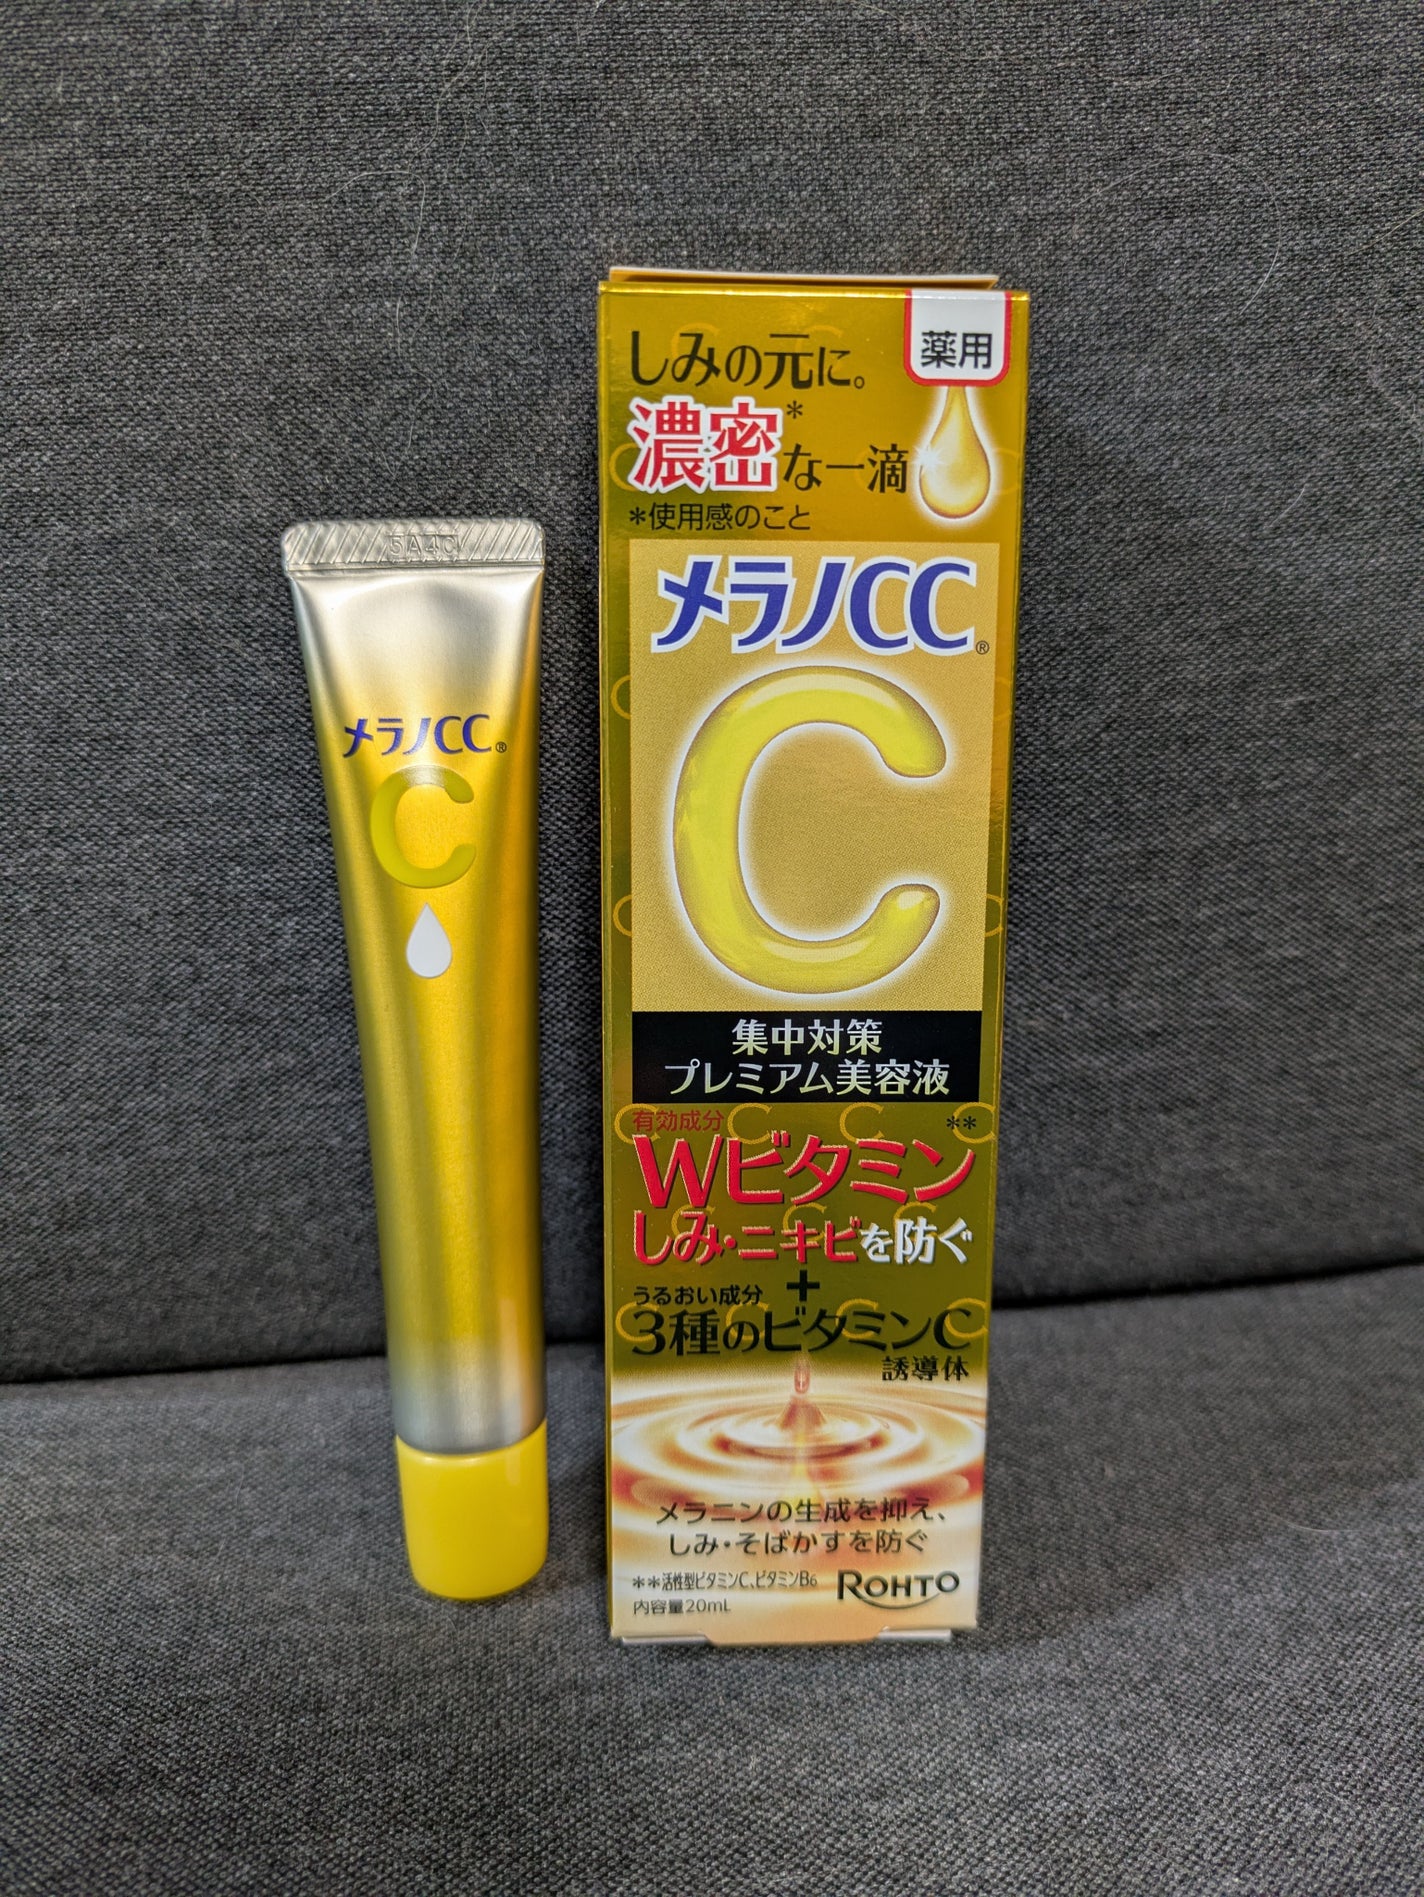 5A4C
メラノCC®
C
薬用
しみの元に。
濃密*な一滴
*使用感のこと
メラノCC®
C
集中対策
プレミアム美容液
有効成分
Wビタミン**
しみ・ニキビを防ぐ
+
うるおい成分
3種のビタミンC
誘導体
メラニンの生成を抑え、
しみ・そばかすを防ぐ
**活性型ビタミンC、ビタミンB6
内容量20mL
ROHTO